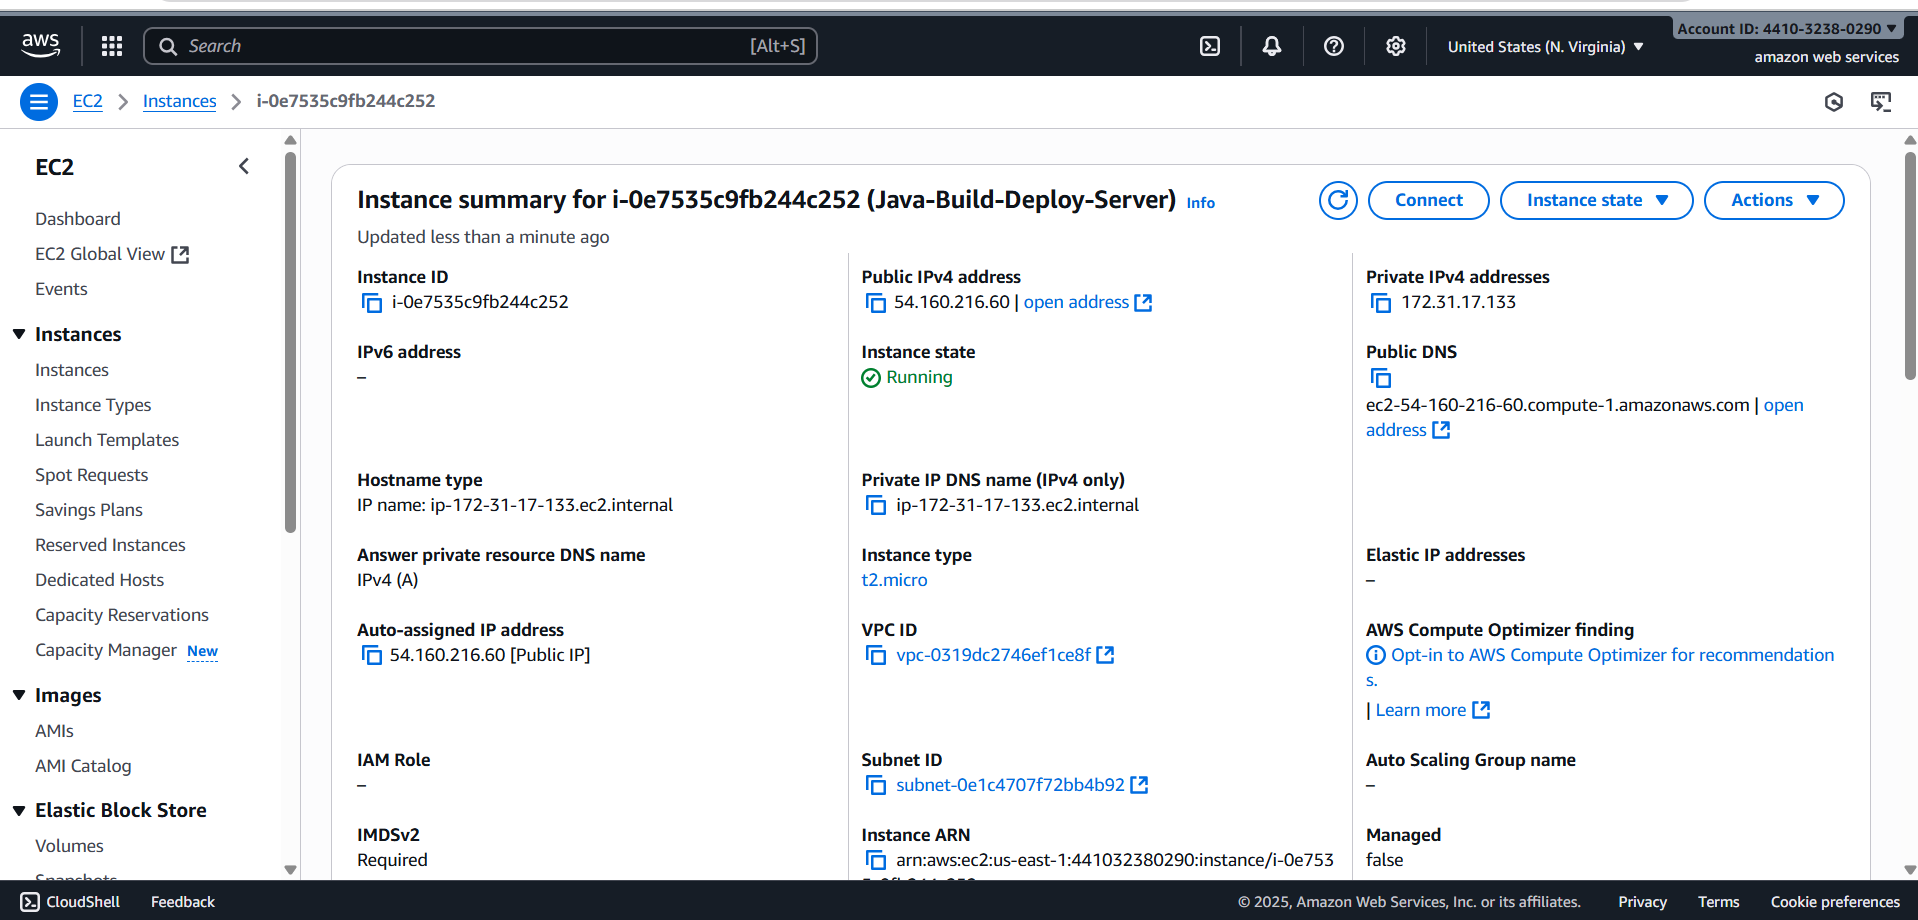 aws
Search
[Alt+S]
United States (N. Virginia)
Account ID: 4410-3238-0290
amazon web services
EC2
Instances
i-0e7535c9fb244c252
EC2
Dashboard
EC2 Global View
Events
Instances
Instances
Instance Types
Launch Templates
Spot Requests
Savings Plans
Reserved Instances
Dedicated Hosts
Capacity Reservations
Capacity Manager New
Images
AMIs
AMI Catalog
Elastic Block Store
Volumes
Snapshots
Instance summary for i-0e7535c9fb244c252 (Java-Build-Deploy-Server) Info
Updated less than a minute ago
Connect
Instance state
Actions
Instance ID
i-0e7535c9fb244c252
Public IPv4 address
54.160.216.60 | open address
Private IPv4 addresses
172.31.17.133
IPv6 address
–
Instance state
Running
Public DNS
ec2-54-160-216-60.compute-1.amazonaws.com | open
address
Hostname type
IP name: ip-172-31-17-133.ec2.internal
Private IP DNS name (IPv4 only)
ip-172-31-17-133.ec2.internal
Answer private resource DNS name
IPv4 (A)
Instance type
t2.micro
Elastic IP addresses
–
Auto-assigned IP address
54.160.216.60 [Public IP]
VPC ID
vpc-0319dc2746ef1ce8f
AWS Compute Optimizer finding
Opt-in to AWS Compute Optimizer for recommendation
s.
| Learn more
IAM Role
–
Subnet ID
subnet-0e1c4707f72bb4b92
Auto Scaling Group name
–
IMDSv2
Required
Instance ARN
arn:aws:ec2:us-east-1:441032380290:instance/i-0e753
Managed
false
CloudShell
Feedback
© 2025, Amazon Web Services, Inc. or its affiliates.
Privacy
Terms
Cookie preferences